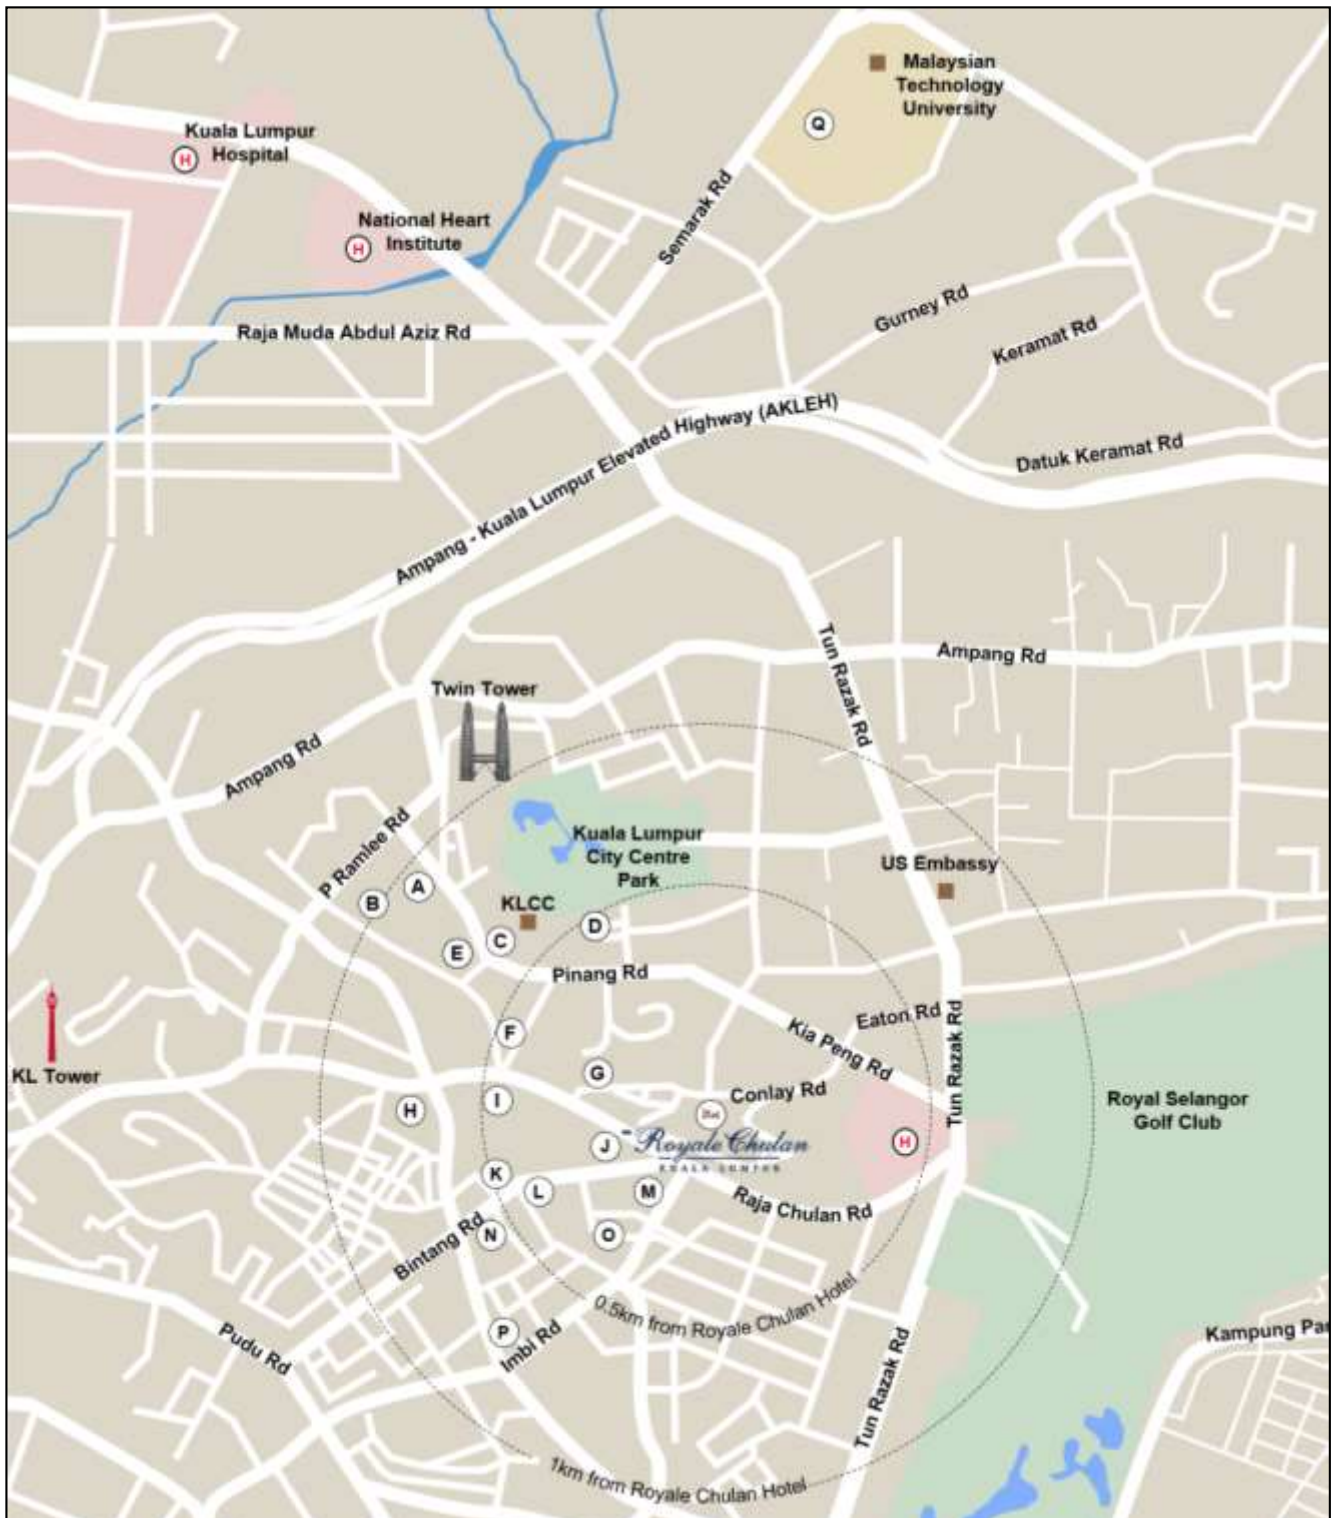 Malaysian
Technology
University
Q
Kuala Lumpur
Hospital
H
National Heart
Institute
H
Semarak Rd
Raja Muda Abdul Aziz Rd
Gurney Rd
Keramat Rd
Ampang - Kuala Lumpur Elevated Highway (AKLEH)
Datuk Keramat Rd
Tun Razak Rd
Ampang Rd
Twin Tower
Ampang Rd
P Ramlee Rd
Kuala Lumpur
City Centre
Park
US Embassy
A
B
KLCC
D
C
E
Pinang Rd
Eaton Rd
Kia Peng Rd
Tun Razak Rd
F
KL Tower
G
Conlay Rd
I
H
Royal Selangor
Golf Club
J
Royale Chulan
KUALA LUMPUR
H
K
L
M
Raja Chulan Rd
Bintang Rd
N
O
0.5km from Royale Chulan Hotel
P
Imbi Rd
Pudu Rd
Kampung Pan
Tun Razak Rd
1km from Royale Chulan Hotel